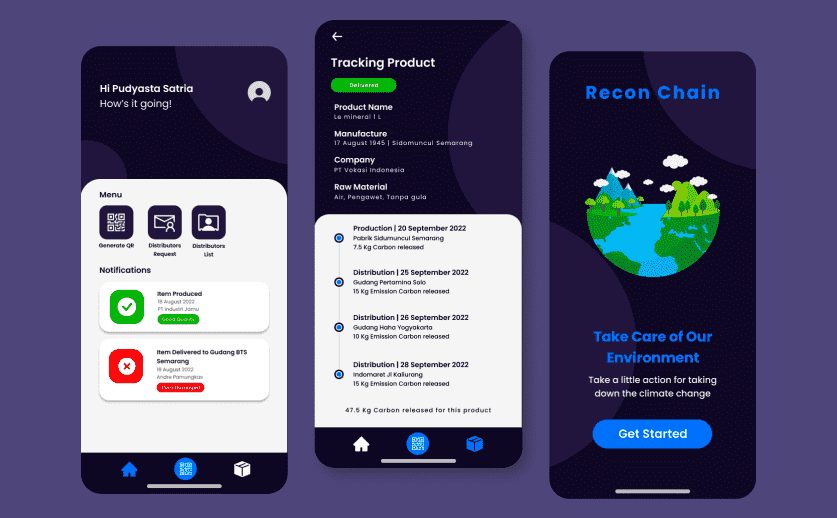 Hi Pudyasta Satria
How's it going!
Menu
Generate QR
Distributors
Request
Distributors
List
Notifications
Item Produced
16 August 2022
PT Industri Jamu
Good Quality
Item Delivered to Gudang BTS
Semarang
16 August 2022
Andre Pamungkas
Item Damaged
Tracking Product
Delivered
Product Name
Le mineral 1 L
Manufacture
17 August 1945 | Sidomuncul Semarang
Company
PT Vokasi Indonesia
Raw Material
Air, Pengawet, Tanpa gula
Production | 20 September 2022
Pabrik Sidumuncul Semarang
7.5 Kg Carbon released
Distribution | 25 September 2022
Gudang Pertamina Solo
15 Kg Emission Carbon released
Distribution | 26 September 2022
Gudang Hoha Yogyakarta
10 Kg Emission Carbon released
Distribution | 28 September 2022
Indomaret Jl Kaliurang
15 Kg Emission Carbon released
47.5 Kg Carbon released for this product
Recon Chain
Take Care of Our
Environment
Take a little action for taking
down the climate change
Get Started